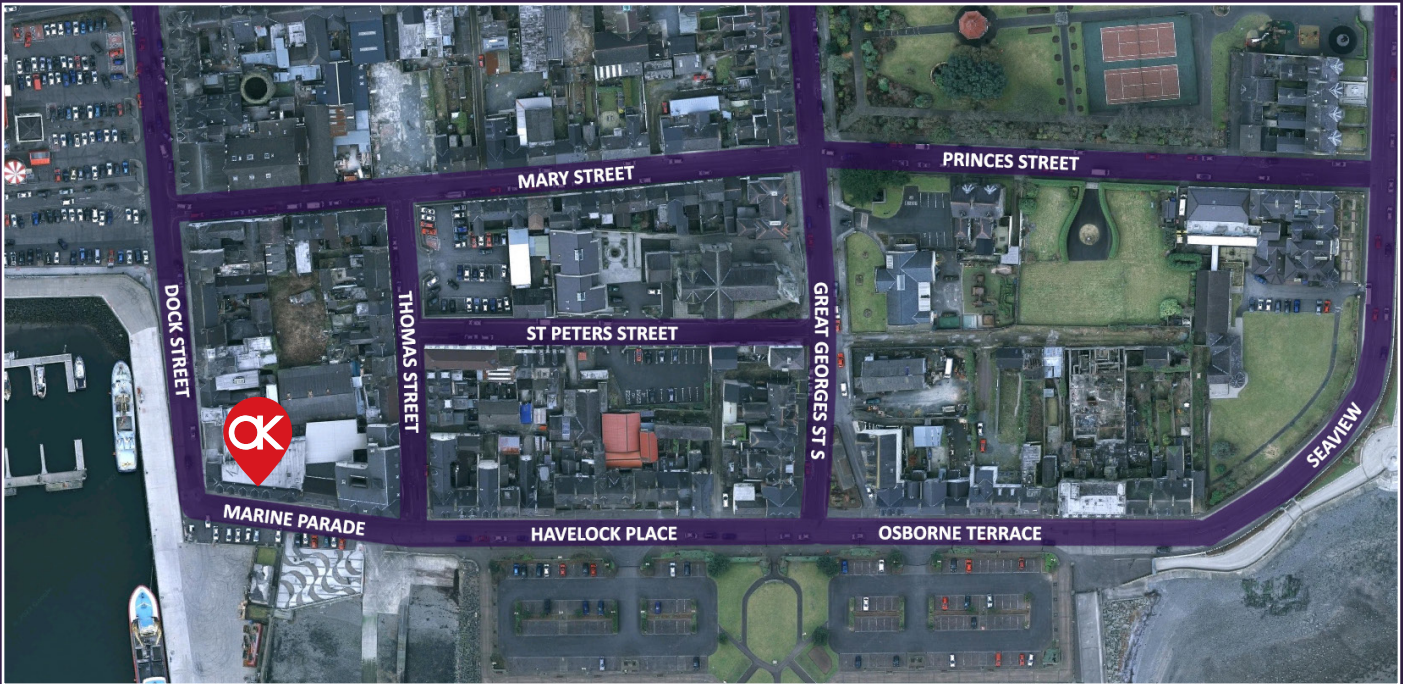 PRINCES STREET
MARY STREET
DOCK STREET
THOMAS STREET
ST PETERS STREET
GREAT GEORGES ST S
OK
SEAVIEW
MARINE PARADE
HAVELOCK PLACE
OSBORNE TERRACE